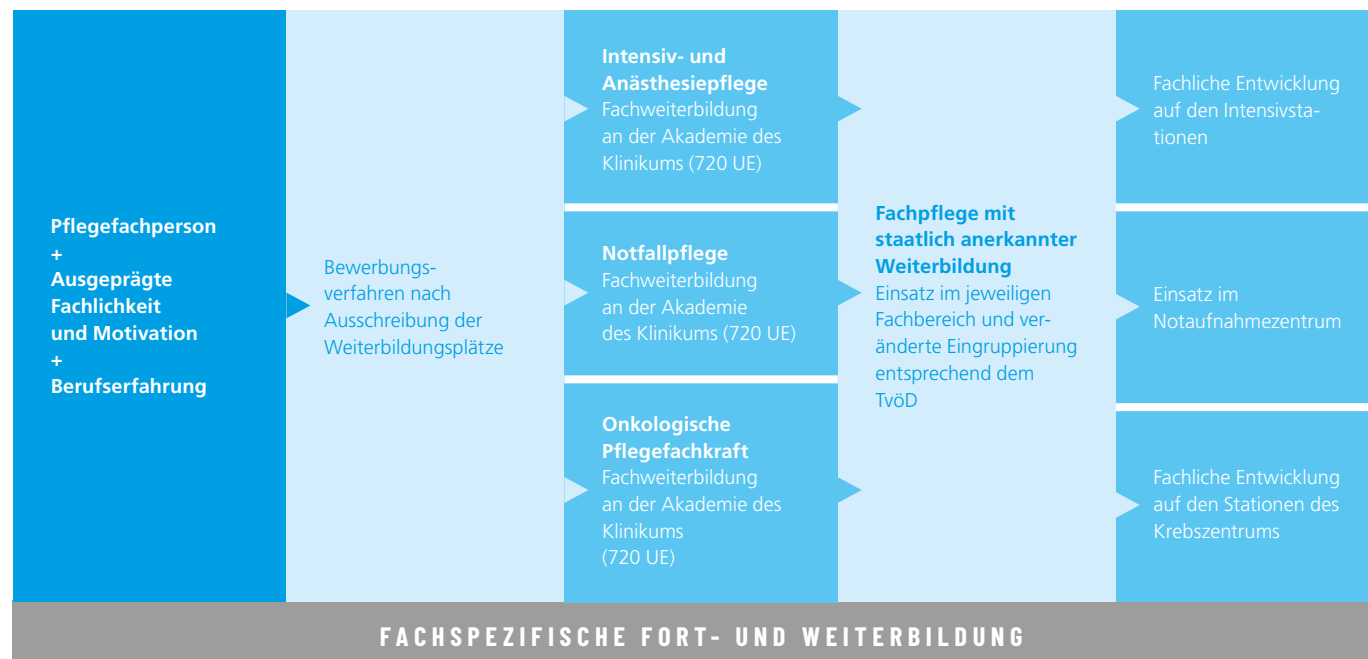 Pflegefachperson
+
Ausgeprägte
Fachlichkeit
und Motivation
+
Berufserfahrung
Bewerbungs-
verfahren nach
Ausschreibung der
Weiterbildungsplätze
Intensiv- und
Anästhesiepflege
Fachweiterbildung
an der Akademie des
Klinikums (720 UE)
Notfallpflege
Fachweiterbildung
an der Akademie
des Klinikums (720 UE)
Onkologische
Pflegefachkraft
Fachweiterbildung
an der Akademie des
Klinikums
(720 UE)
Fachpflege mit
staatlich anerkannter
Weiterbildung
Einsatz im jeweiligen
Fachbereich und ver-
änderte Eingruppierung
entsprechend dem
TvöD
Fachliche Entwicklung
auf den Intensivsta-
tionen
Einsatz im
Notaufnahmezentrum
Fachliche Entwicklung
auf den Stationen des
Krebszentrums
FACHSPEZIFISCHE FORT- UND WEITERBILDUNG